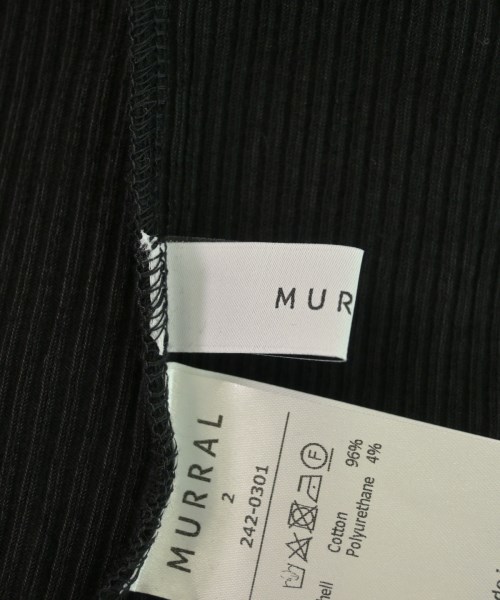 MUR
MURRAL
2
242-0301
F
Cotton 96%
Polyurethane 4%